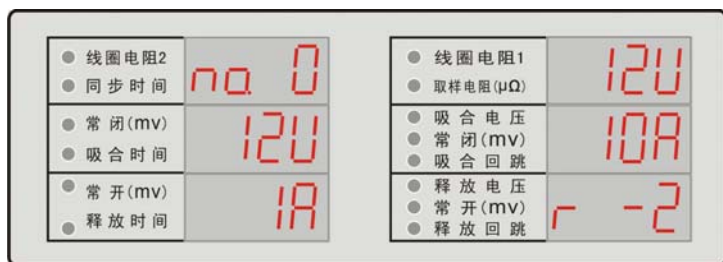 线圈电阻2
同步时间
no. 0
线圈电阻1
取样电阻(μΩ)
12U
常闭(mv)
吸合时间
12U
吸合电压
常闭(mv)
吸合回跳
10A
常开(mv)
释放时间
1A
释放电压
常开(mv)
释放回跳
r -2